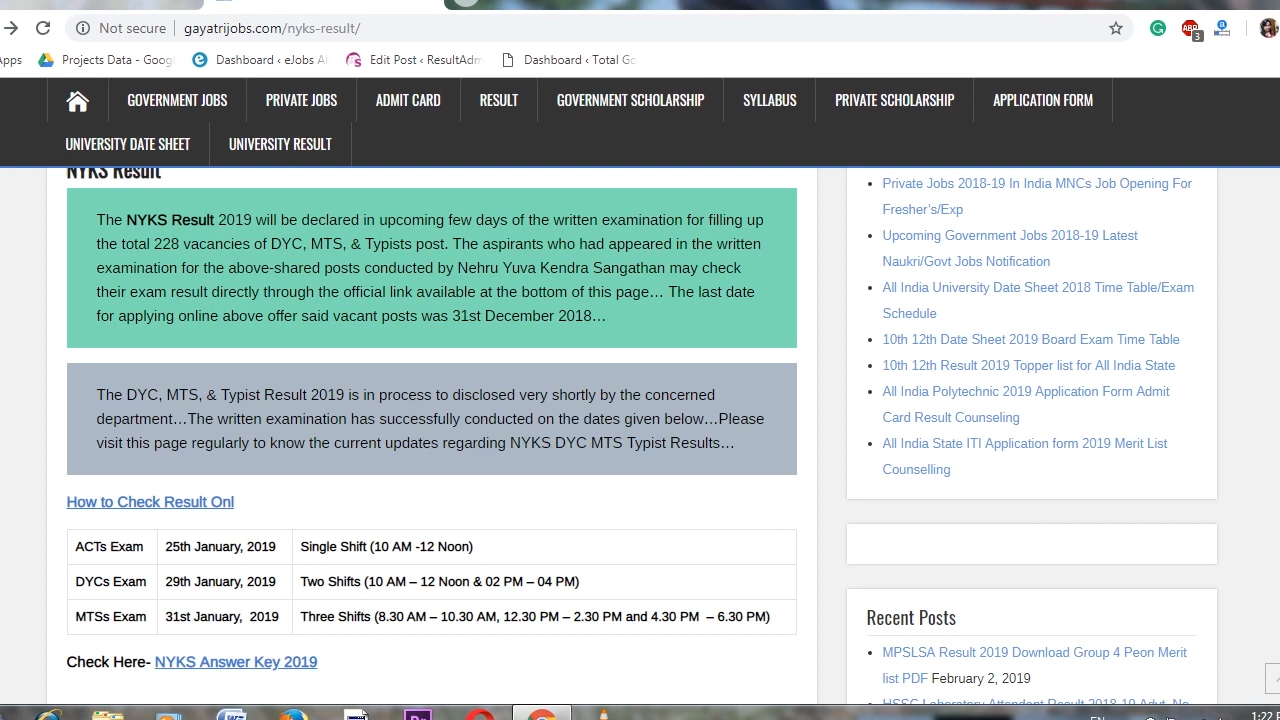 Not secure gayatrijobs.com/nyks-result/
3
Apps Projects Data - Goog Dashboard ‹ eJobs Al Edit Post ‹ ResultAdm Dashboard ‹ Total Go
GOVERNMENT JOBS PRIVATE JOBS ADMIT CARD RESULT GOVERNMENT SCHOLARSHIP SYLLABUS PRIVATE SCHOLARSHIP APPLICATION FORM
UNIVERSITY DATE SHEET UNIVERSITY RESULT
NYKS Result
The NYKS Result 2019 will be declared in upcoming few days of the written examination for filling up
the total 228 vacancies of DYC, MTS, & Typists post. The aspirants who had appeared in the written
examination for the above-shared posts conducted by Nehru Yuva Kendra Sangathan may check
their exam result directly through the official link available at the bottom of this page… The last date
for applying online above offer said vacant posts was 31st December 2018…
The DYC, MTS, & Typist Result 2019 is in process to disclosed very shortly by the concerned
department…The written examination has successfully conducted on the dates given below…Please
visit this page regularly to know the current updates regarding NYKS DYC MTS Typist Results…
How to Check Result Onl
ACTs Exam 25th January, 2019 Single Shift (10 AM -12 Noon)
DYCs Exam 29th January, 2019 Two Shifts (10 AM – 12 Noon & 02 PM – 04 PM)
MTSs Exam 31st January, 2019 Three Shifts (8.30 AM – 10.30 AM, 12.30 PM – 2.30 PM and 4.30 PM – 6.30 PM)
Check Here- NYKS Answer Key 2019
Private Jobs 2018-19 In India MNCs Job Opening For
Fresher's/Exp
Upcoming Government Jobs 2018-19 Latest
Naukri/Govt Jobs Notification
All India University Date Sheet 2018 Time Table/Exam
Schedule
10th 12th Date Sheet 2019 Board Exam Time Table
10th 12th Result 2019 Topper list for All India State
All India Polytechnic 2019 Application Form Admit
Card Result Counseling
All India State ITI Application form 2019 Merit List
Counselling
Recent Posts
MPSLSA Result 2019 Download Group 4 Peon Merit
list PDF February 2, 2019
HSSC Laboratory Attendant Result 2018-19 Advt. No
EN 1:22